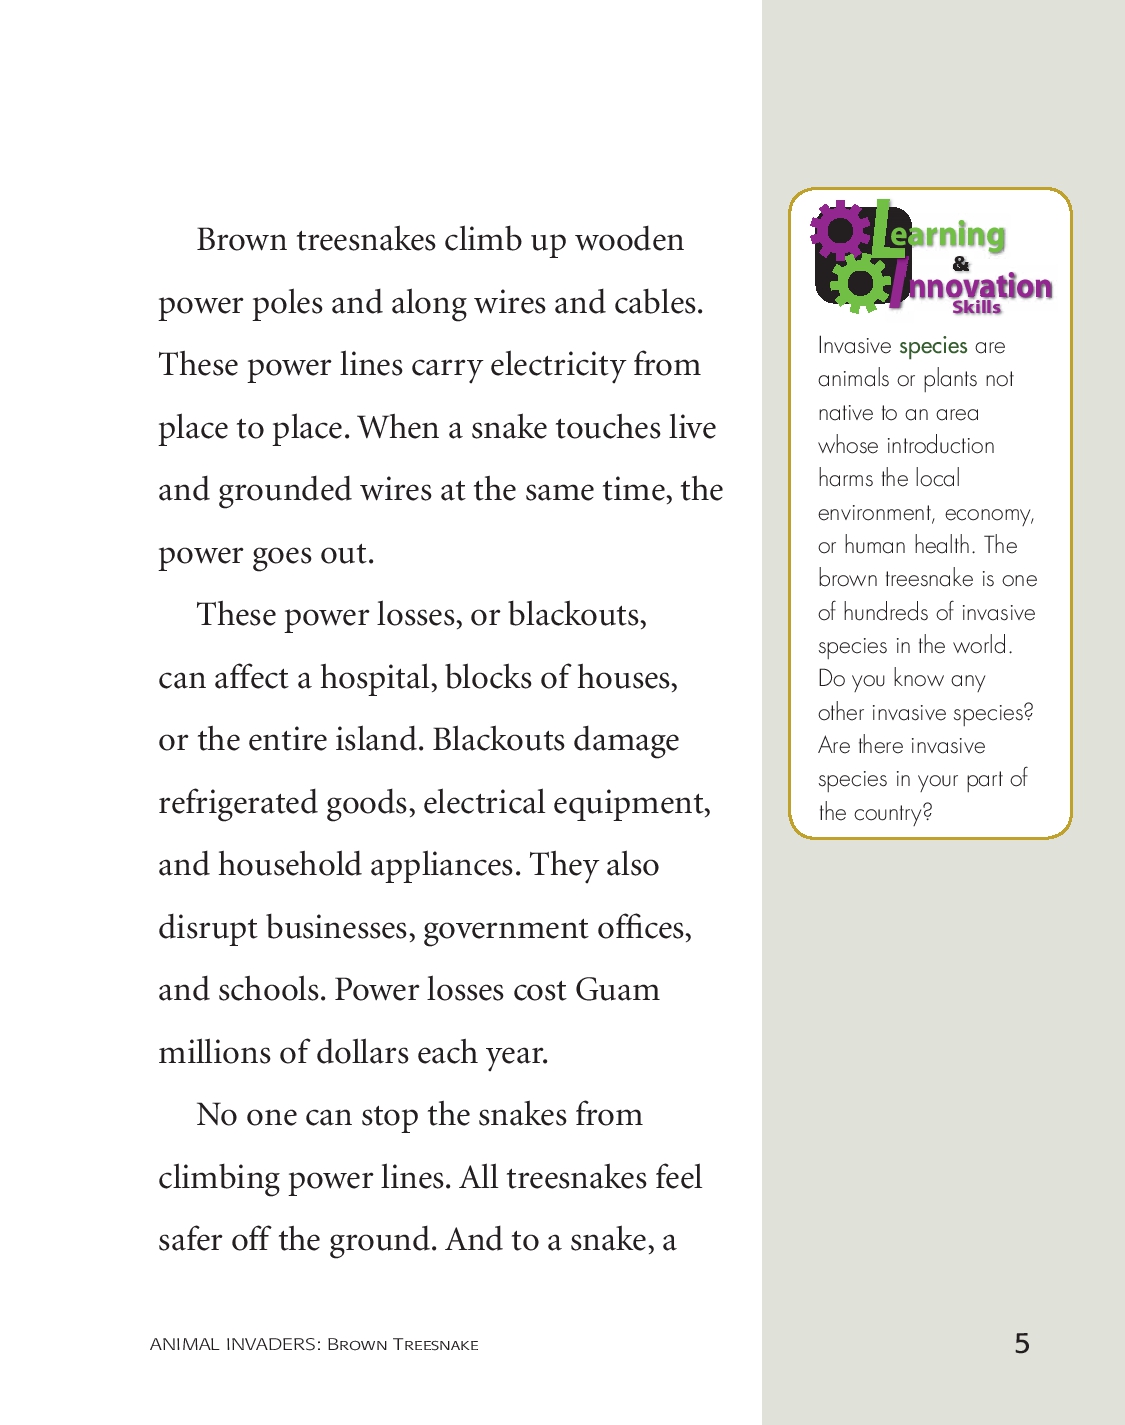 Brown treesnakes climb up wooden
power poles and along wires and cables.
These power lines carry electricity from
place to place. When a snake touches live
and grounded wires at the same time, the
power goes out.
These power losses, or blackouts,
can affect a hospital, blocks of houses,
or the entire island. Blackouts damage
refrigerated goods, electrical equipment,
and household appliances. They also
disrupt businesses, government offices,
and schools. Power losses cost Guam
millions of dollars each year.
No one can stop the snakes from
climbing power lines. All treesnakes feel
safer off the ground. And to a snake, a
Learning
&
Innovation
Skills
Invasive species are
animals or plants not
native to an area
whose introduction
harms the local
environment, economy,
or human health. The
brown treesnake is one
of hundreds of invasive
species in the world.
Do you know any
other invasive species?
Are there invasive
species in your part of
the country?
ANIMAL INVADERS: BROWN TREESNAKE
5